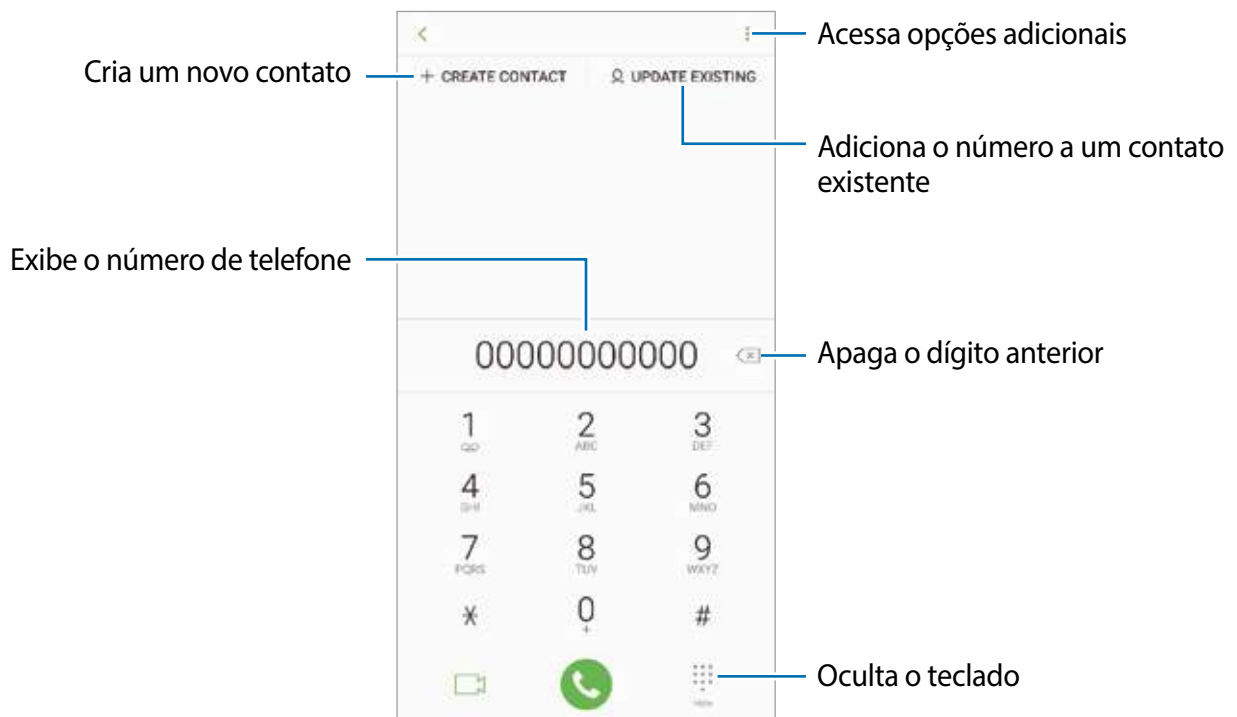 Acessa opções adicionais
Cria um novo contato
+ CREATE CONTACT
UPDATE EXISTING
Adiciona o número a um contato
existente
Exibe o número de telefone
00000000000
Apaga o dígito anterior
1 2 3
ABC DEF
4 5 6
GHI JKL MNO
7 8 9
PQRS TUV WXYZ
* 0 #
+
Oculta o teclado